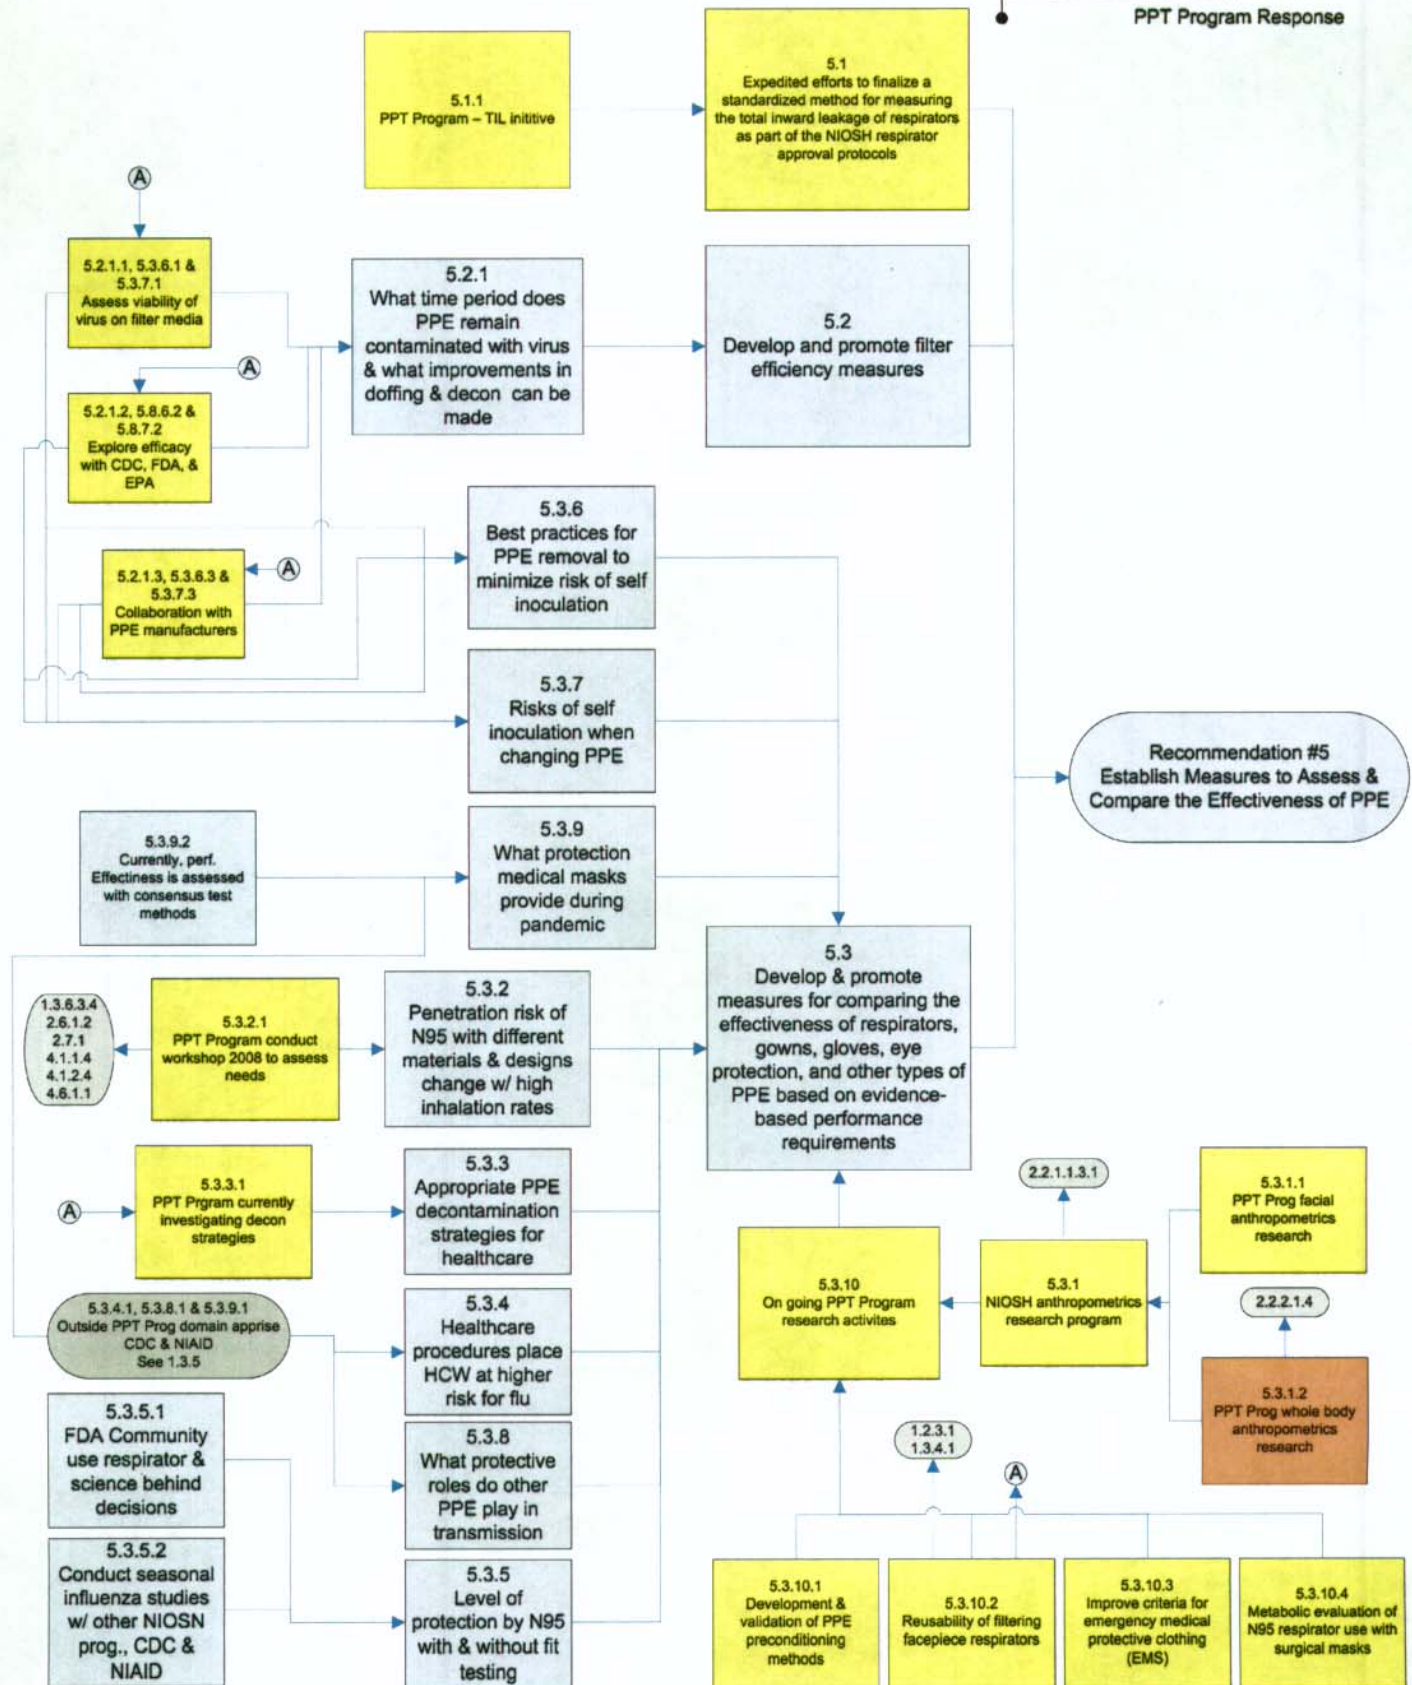 PPT Program Response
5.1
Expedited efforts to finalize a
standardized method for measuring
the total inward leakage of respirators
as part of the NIOSH respirator
approval protocols
5.1.1
PPT Program – TIL inititive
A
5.2.1.1, 5.3.6.1 &
5.3.7.1
Assess viability of
virus on filter media
A
5.2.1.2, 5.8.6.2 &
5.8.7.2
Explore efficacy
with CDC, FDA, &
EPA
5.2.1
What time period does
PPE remain
contaminated with virus
& what improvements in
doffing & decon can be
made
5.2
Develop and promote filter
efficiency measures
5.2.1.3, 5.3.6.3 &
5.3.7.3
Collaboration with
PPE manufacturers
A
5.3.6
Best practices for
PPE removal to
minimize risk of self
inoculation
5.3.7
Risks of self
inoculation when
changing PPE
Recommendation #5
Establish Measures to Assess &
Compare the Effectiveness of PPE
5.3.9.2
Currently, perf.
Effectiness is assessed
with consensus test
methods
5.3.9
What protection
medical masks
provide during
pandemic
5.3
Develop & promote
measures for comparing the
effectiveness of respirators,
gowns, gloves, eye
protection, and other types of
PPE based on evidence-
based performance
requirements
1.3.6.3.4
2.6.1.2
2.7.1
4.1.1.4
4.1.2.4
4.6.1.1
5.3.2.1
PPT Program conduct
workshop 2008 to assess
needs
5.3.2
Penetration risk of
N95 with different
materials & designs
change w/ high
inhalation rates
A
5.3.3.1
PPT Prgram currently
investigating decon
strategies
5.3.3
Appropriate PPE
decontamination
strategies for
healthcare
5.3.4.1, 5.3.8.1 & 5.3.9.1
Outside PPT Prog domain apprise
CDC & NIAID
See 1.3.5
5.3.4
Healthcare
procedures place
HCW at higher
risk for flu
5.3.5.1
FDA Community
use respirator &
science behind
decisions
5.3.8
What protective
roles do other
PPE play in
transmission
5.3.5.2
Conduct seasonal
influenza studies
w/ other NIOSN
prog., CDC &
NIAID
5.3.5
Level of
protection by N95
with & without fit
testing
2.2.1.1.3.1
5.3.1.1
PPT Prog facial
anthropometrics
research
5.3.10
On going PPT Program
research activites
5.3.1
NIOSH anthropometrics
research program
2.2.2.1.4
5.3.1.2
PPT Prog whole body
anthropometrics
research
1.2.3.1
1.3.4.1
A
5.3.10.1
Development &
validation of PPE
preconditioning
methods
5.3.10.2
Reusability of filtering
facepiece respirators
5.3.10.3
Improve criteria for
emergency medical
protective clothing
(EMS)
5.3.10.4
Metabolic evaluation of
N95 respirator use with
surgical masks